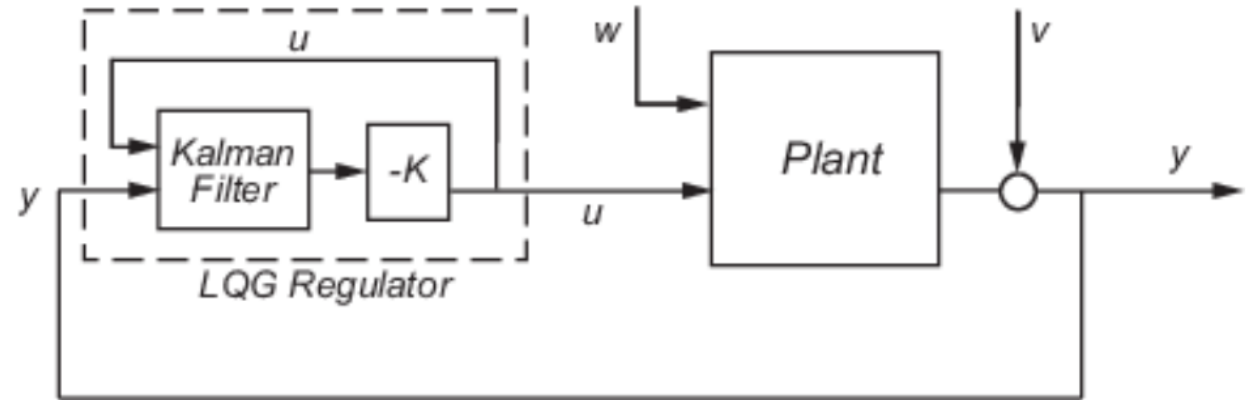 u
w
v
Kalman
Filter
-K
Plant
y
y
u
LQG Regulator